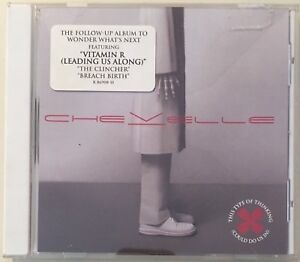 THE FOLLOW-UP ALBUM TO
WONDER WHAT'S NEXT
FEATURING
"VITAMIN R
(LEADING US ALONG)"
"THE CLINCHER"
"BREACH BIRTH"
CHEVELLE
THIS TYPE OF THINKING
(COULD DO US IN)